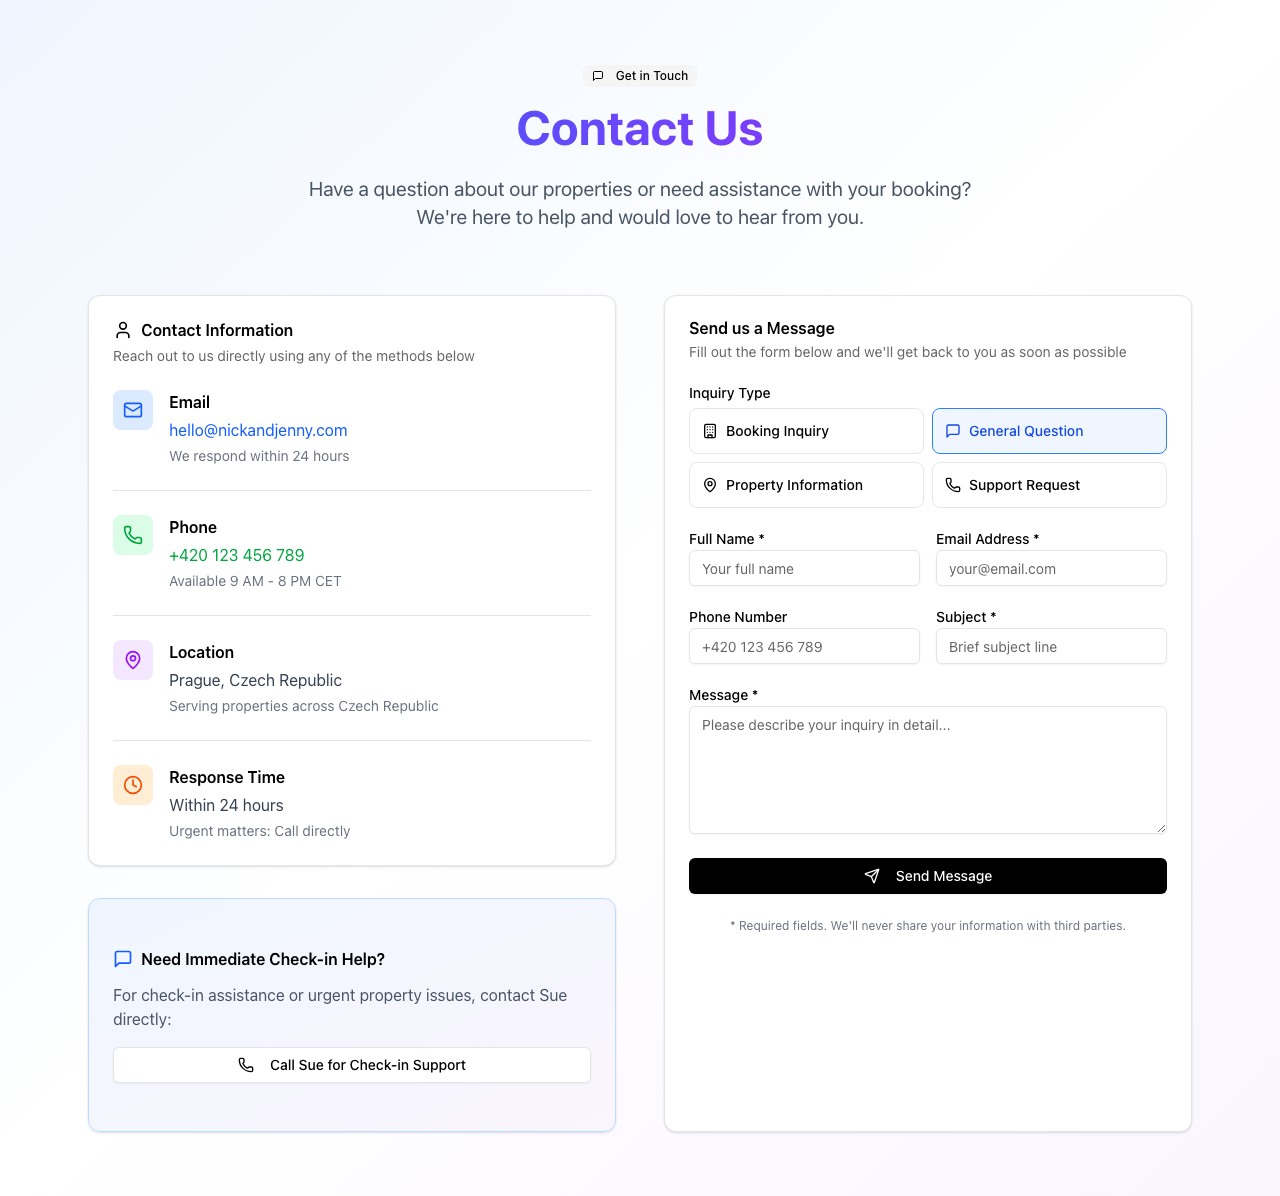 Get in Touch
Contact Us
Have a question about our properties or need assistance with your booking?
We're here to help and would love to hear from you.
Contact Information
Reach out to us directly using any of the methods below
Email
hello@nickandjenny.com
We respond within 24 hours
Phone
+420 123 456 789
Available 9 AM - 8 PM CET
Location
Prague, Czech Republic
Serving properties across Czech Republic
Response Time
Within 24 hours
Urgent matters: Call directly
Need Immediate Check-in Help?
For check-in assistance or urgent property issues, contact Sue
directly:
Call Sue for Check-in Support
Send us a Message
Fill out the form below and we'll get back to you as soon as possible
Inquiry Type
Booking Inquiry
General Question
Property Information
Support Request
Full Name *
Email Address *
Your full name
your@email.com
Phone Number
Subject *
+420 123 456 789
Brief subject line
Message *
Please describe your inquiry in detail...
Send Message
* Required fields. We'll never share your information with third parties.